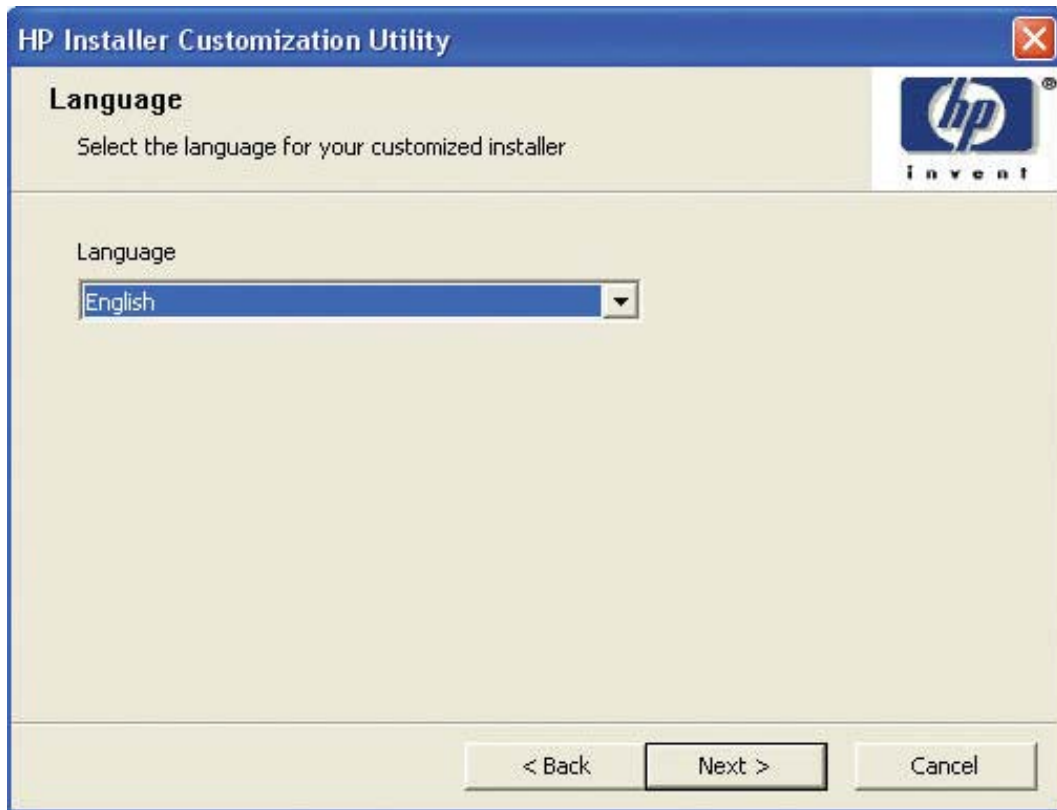 HP Installer Customization Utility
Language
Select the language for your customized installer
hp ®
invent
Language
English
< Back Next > Cancel